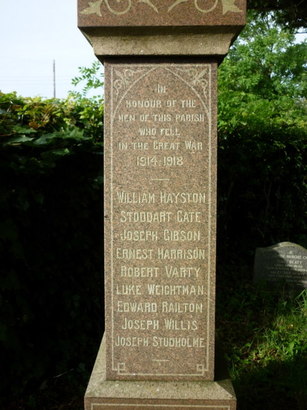 IN
HONOUR OF THE
MEN OF THIS PARISH
WHO FELL
IN THE GREAT WAR
1914-1918
WILLIAM HAYSTON
STODDART GATE
JOSEPH GIBSON
ERNEST HARRISON
ROBERT VARTY
LUKE WEIGHTMAN
EDWARD RAILTON
JOSEPH WILLIS
JOSEPH STUDHOLME